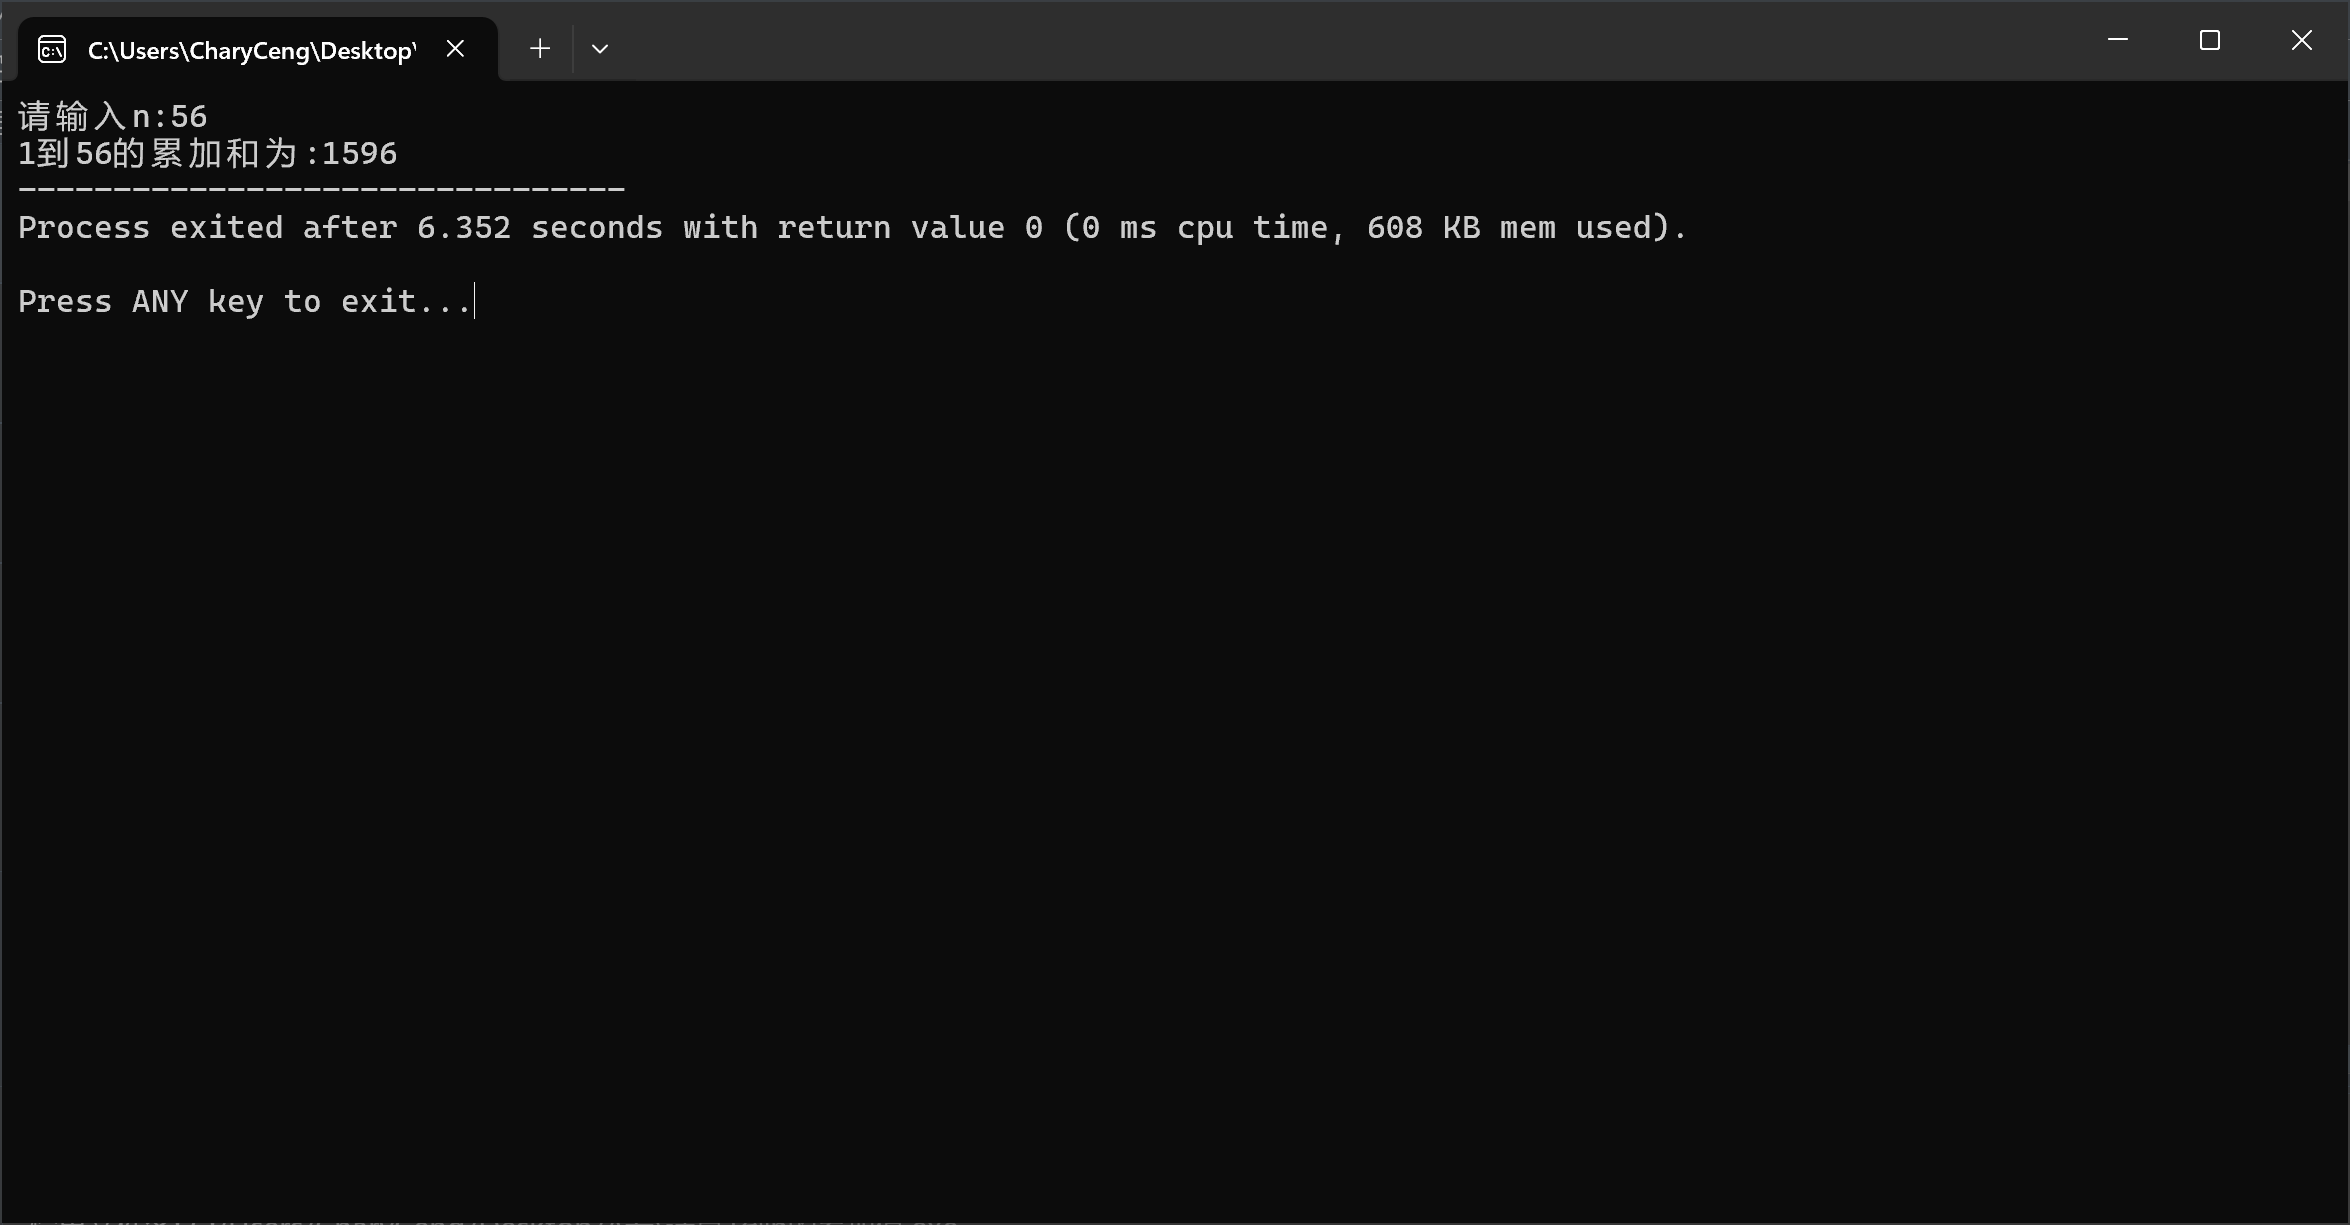 C:\Users\CharyCeng\Desktop\
请输入n:56
1到56的累加和为:1596
--------------------------------
Process exited after 6.352 seconds with return value 0 (0 ms cpu time, 608 KB mem used).
Press ANY key to exit...